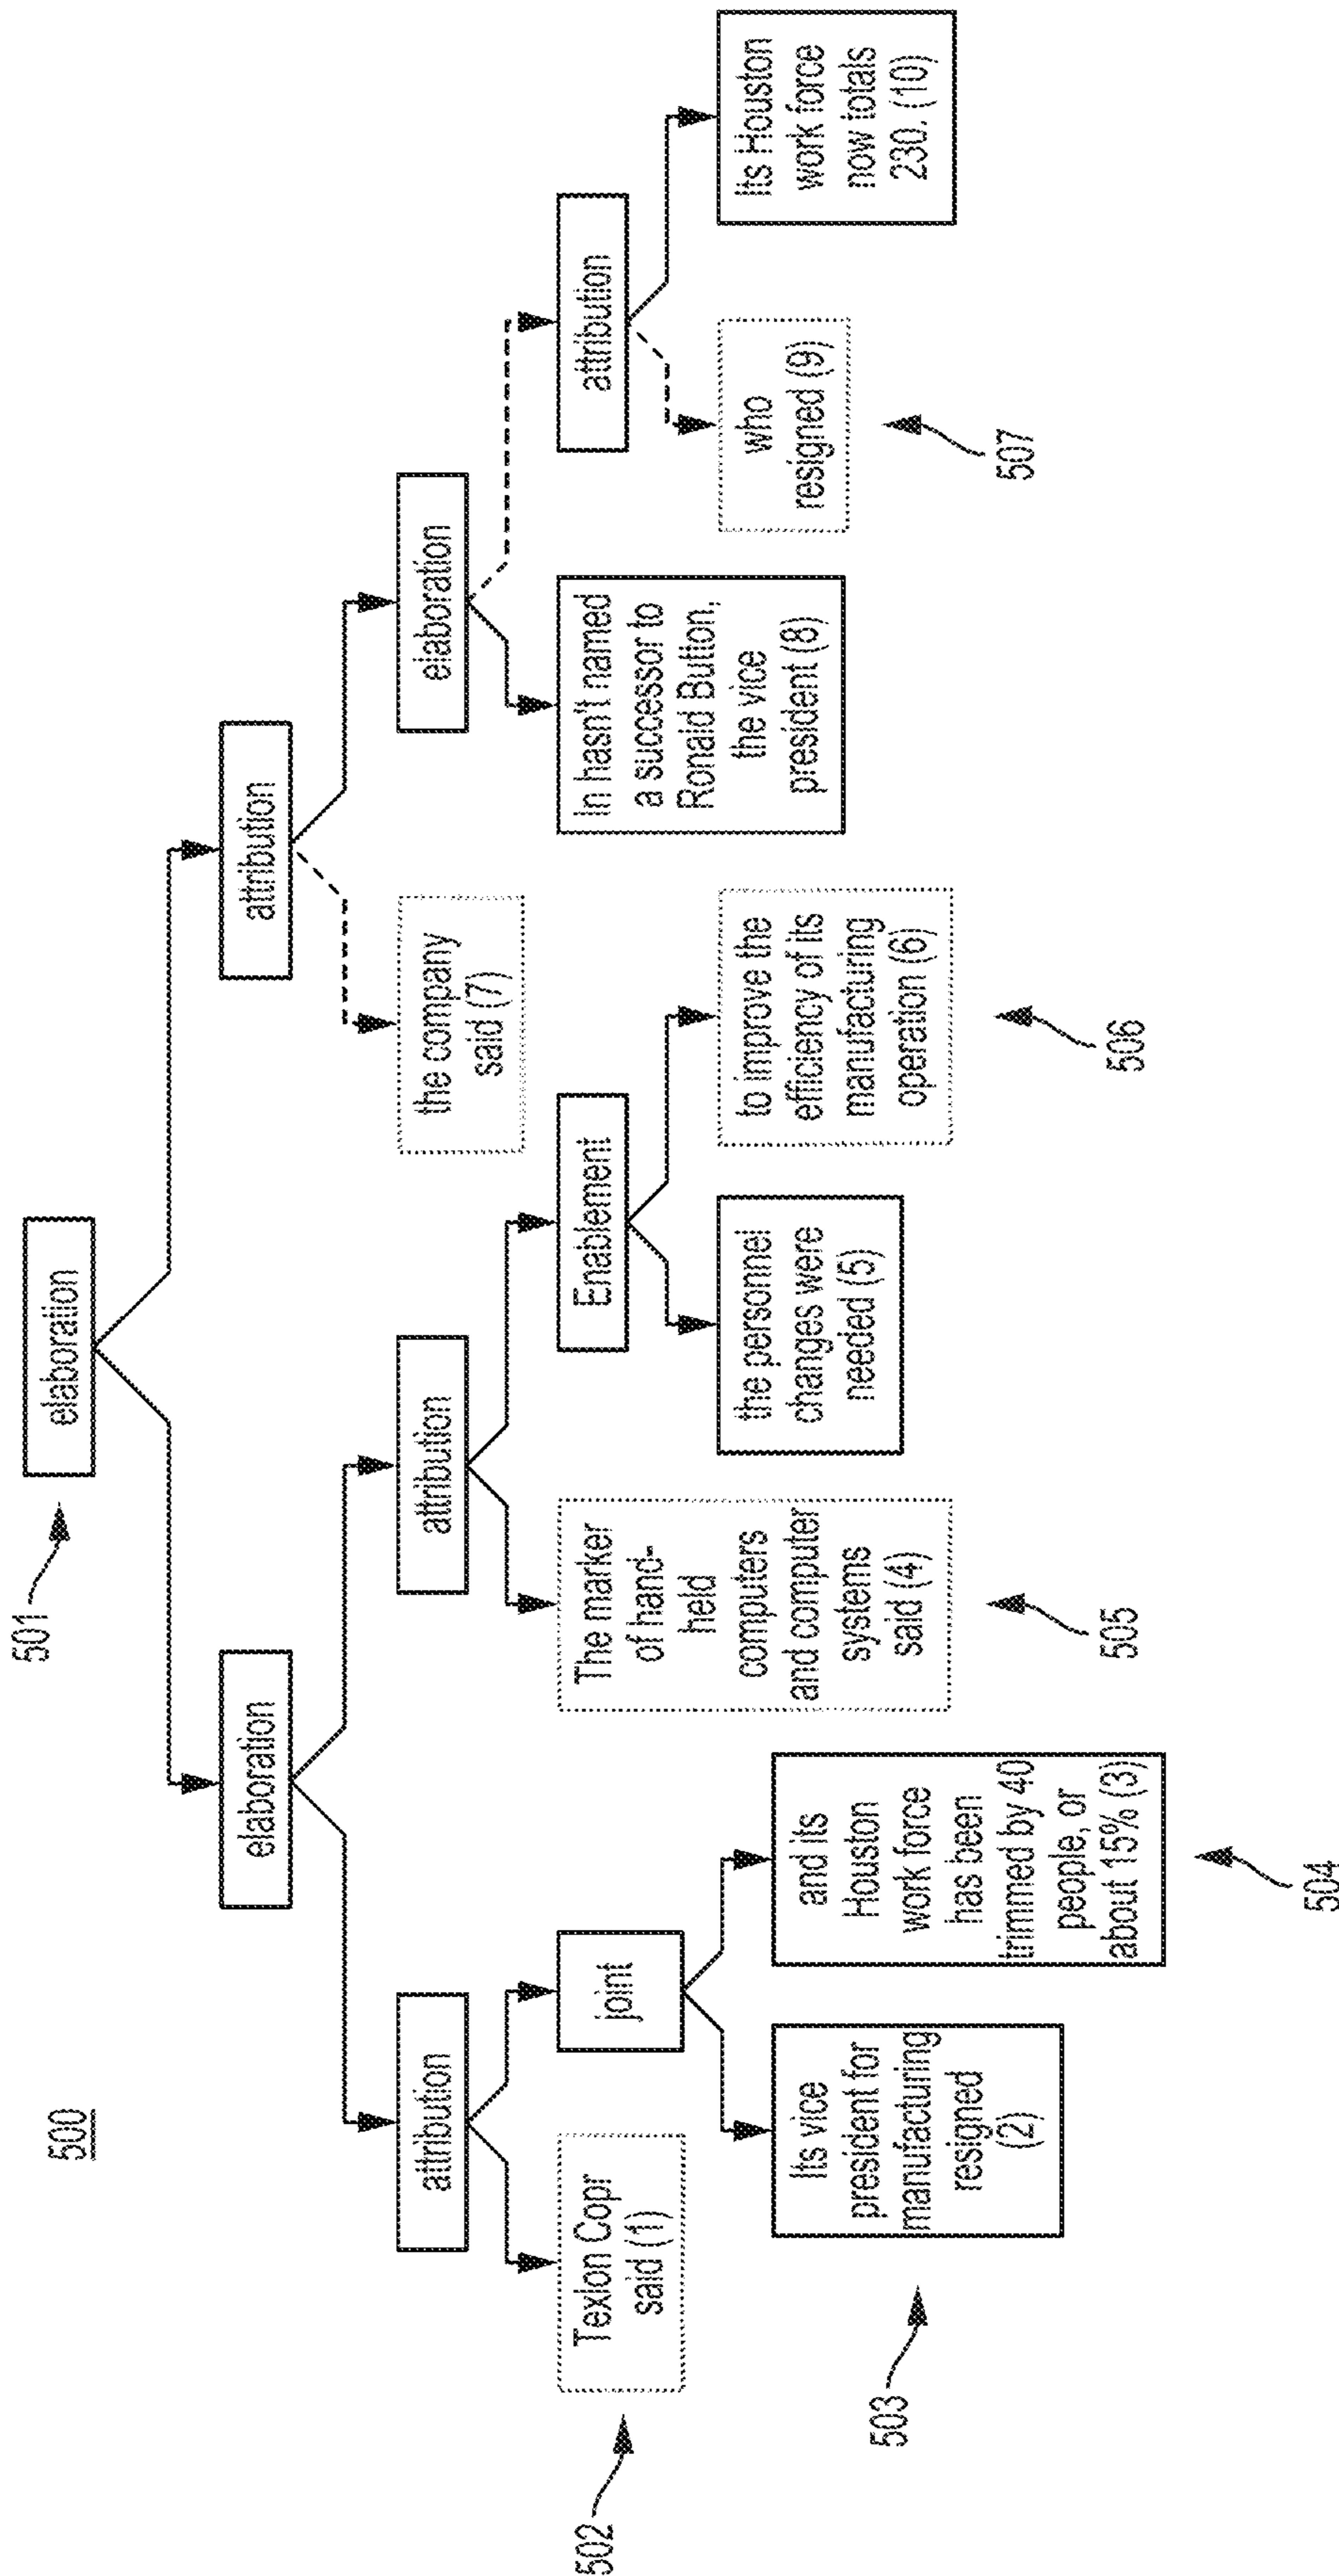 500
501
elaboration
elaboration
attribution
attribution
attribution
the company
said (7)
elaboration
Texlon Copr
said (1)
joint
The marker
of hand-
held
computers
and computer
systems
said (4)
Enablement
In hasn't named
a successor to
Ronald Button,
the vice
president (8)
attribution
502
Its vice
president for
manufacturing
resigned
(2)
and its
Houston
work force
has been
trimmed by 40
people, or
about 15% (3)
the personnel
changes were
needed (5)
to improve the
efficiency of its
manufacturing
operation (6)
who
resigned (9)
Its Houston
work force
now totals
230. (10)
503
504
505
506
507